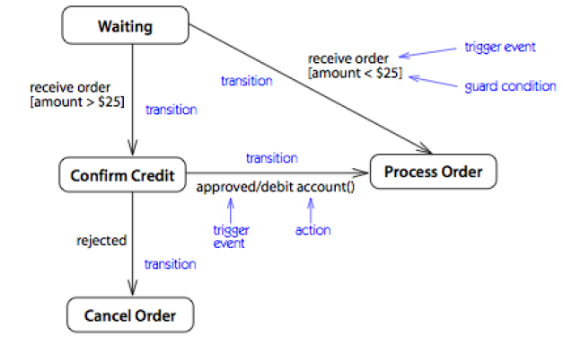 Waiting
receive order
[amount < $25]
trigger event
guard condition
transition
receive order
[amount > $25]
transition
transition
Confirm Credit
Process Order
approved/debit account()
trigger
event
action
rejected
transition
Cancel Order